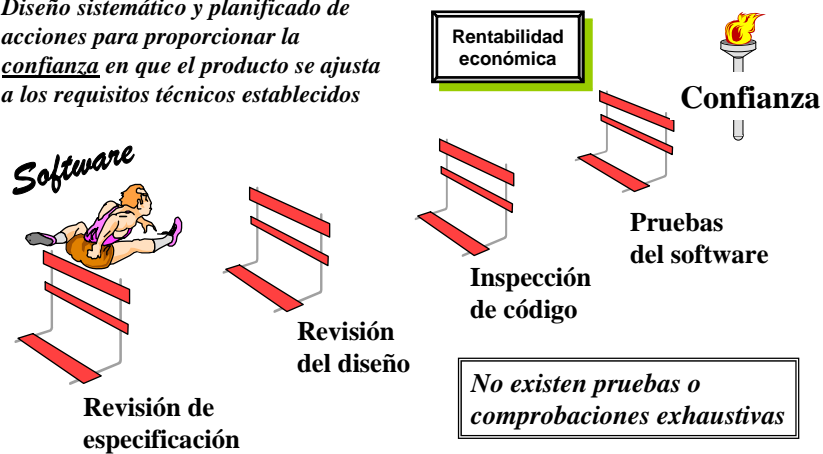 Diseño sistemático y planificado de
acciones para proporcionar la
confianza en que el producto se ajusta
a los requisitos técnicos establecidos
Rentabilidad
económica
Confianza
Software
Pruebas
del software
Inspección
de código
Revisión
del diseño
Revisión de
especificación
No existen pruebas o
comprobaciones exhaustivas